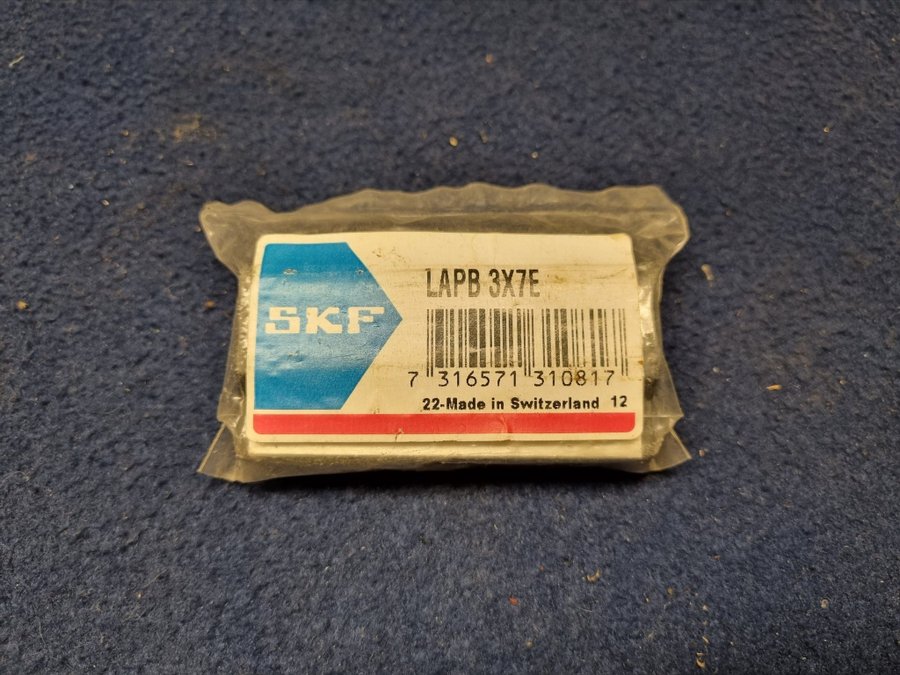 SKF
LAPB 3X7E
7 316571 310817
22-Made in Switzerland 12